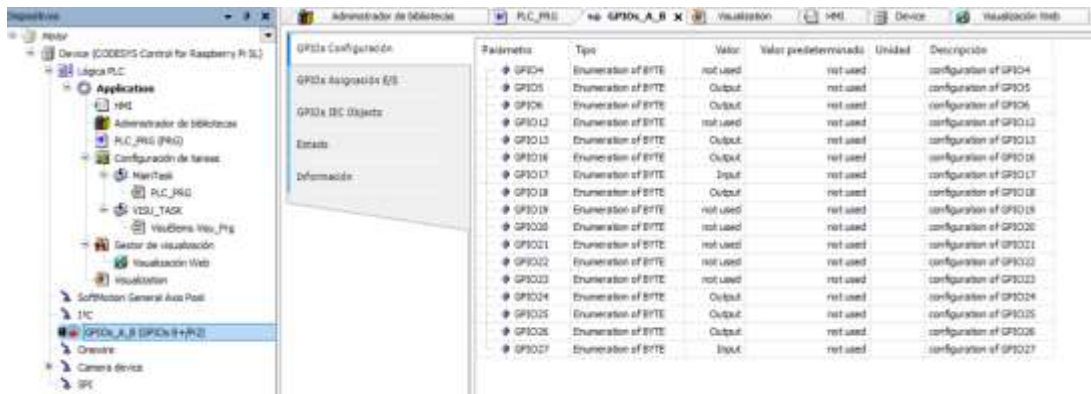 Dispositivos
Motor
Device (CODESYS Control for Raspberry Pi SL)
Lógica PLC
Application
HMI
Administrador de bibliotecas
PLC_PRG (PRG)
Configuración de tareas
MainTask
PLC_PRG
VISU_TASK
VisuElems.Visu_Prg
Gestor de visualización
Visualización Web
Visualization
SoftMotion General Axis Pool
I²C
GPIOs_A_B (GPIOs B+/Pi2)
Onewire
Camera device
SPI
Administrador de bibliotecas PLC_PRG GPIOs_A_B Visualization HMI Device Visualización Web
GPIOs Configuración
GPIOs Asignación E/S
GPIOs IEC Objects
Estado
Información
Parámetro Tipo Valor Valor predeterminado Unidad Descripción
GPIO4 Enumeration of BYTE not used not used configuration of GPIO4
GPIO5 Enumeration of BYTE Output not used configuration of GPIO5
GPIO6 Enumeration of BYTE Output not used configuration of GPIO6
GPIO12 Enumeration of BYTE not used not used configuration of GPIO12
GPIO13 Enumeration of BYTE Output not used configuration of GPIO13
GPIO16 Enumeration of BYTE Output not used configuration of GPIO16
GPIO17 Enumeration of BYTE Input not used configuration of GPIO17
GPIO18 Enumeration of BYTE Output not used configuration of GPIO18
GPIO19 Enumeration of BYTE not used not used configuration of GPIO19
GPIO20 Enumeration of BYTE not used not used configuration of GPIO20
GPIO21 Enumeration of BYTE not used not used configuration of GPIO21
GPIO22 Enumeration of BYTE not used not used configuration of GPIO22
GPIO23 Enumeration of BYTE not used not used configuration of GPIO23
GPIO24 Enumeration of BYTE Output not used configuration of GPIO24
GPIO25 Enumeration of BYTE Output not used configuration of GPIO25
GPIO26 Enumeration of BYTE Output not used configuration of GPIO26
GPIO27 Enumeration of BYTE Input not used configuration of GPIO27